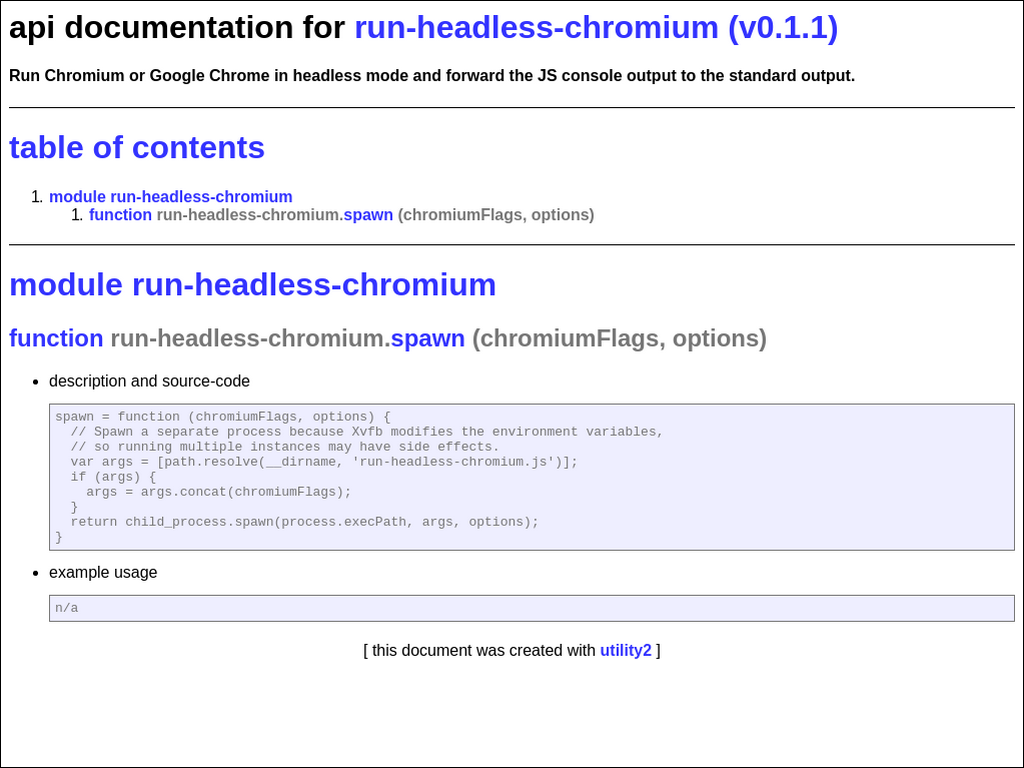 api documentation for run-headless-chromium (v0.1.1)
Run Chromium or Google Chrome in headless mode and forward the JS console output to the standard output.
table of contents
1. module run-headless-chromium
1. function run-headless-chromium.spawn (chromiumFlags, options)
module run-headless-chromium
function run-headless-chromium.spawn (chromiumFlags, options)
• description and source-code
spawn = function (chromiumFlags, options) {
  // Spawn a separate process because Xvfb modifies the environment variables,
  // so running multiple instances may have side effects.
  var args = [path.resolve(__dirname, 'run-headless-chromium.js')];
  if (args) {
    args = args.concat(chromiumFlags);
  }
  return child_process.spawn(process.execPath, args, options);
}
• example usage
n/a
[ this document was created with utility2 ]